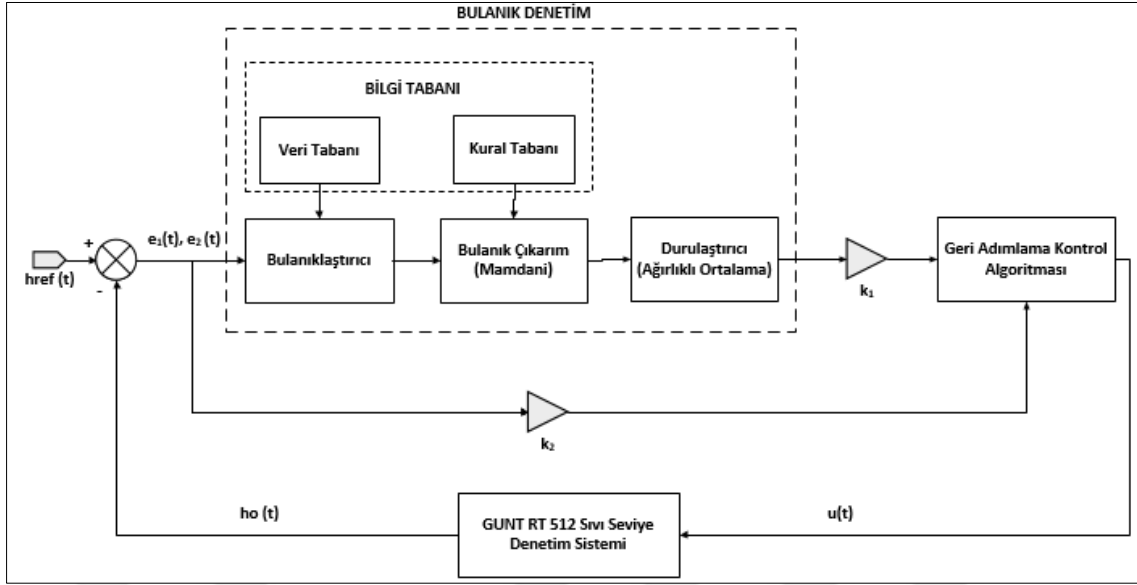 BULANIK DENETİM
BİLGİ TABANI
Veri Tabanı
Kural Tabanı
+
e₁(t), e₂ (t)
-
href (t)
Bulanıklaştırıcı
Bulanık Çıkarım
(Mamdani)
Durulaştırıcı
(Ağırlıklı Ortalama)
k₁
Geri Adımlama Kontrol
Algoritması
k₂
ho (t)
GUNT RT 512 Sıvı Seviye
Denetim Sistemi
u(t)